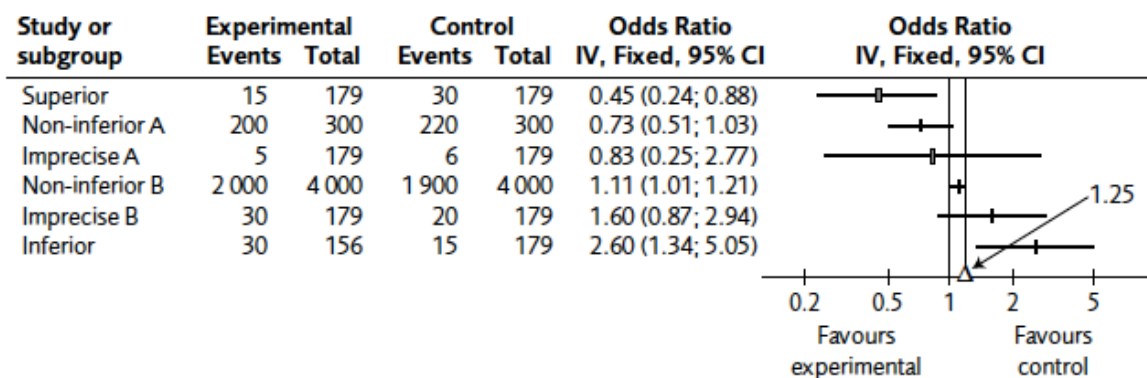 Study or Experimental Control Odds Ratio Odds Ratio
subgroup Events Total Events Total IV, Fixed, 95% CI IV, Fixed, 95% CI
Superior 15 179 30 179 0.45 (0.24; 0.88)
Non-inferior A 200 300 220 300 0.73 (0.51; 1.03)
Imprecise A 5 179 6 179 0.83 (0.25; 2.77)
Non-inferior B 2 000 4 000 1 900 4 000 1.11 (1.01; 1.21)
1.25
Imprecise B 30 179 20 179 1.60 (0.87; 2.94)
Inferior 30 156 15 179 2.60 (1.34; 5.05)
Δ
0.2 0.5 1 2 5
Favours Favours
experimental control